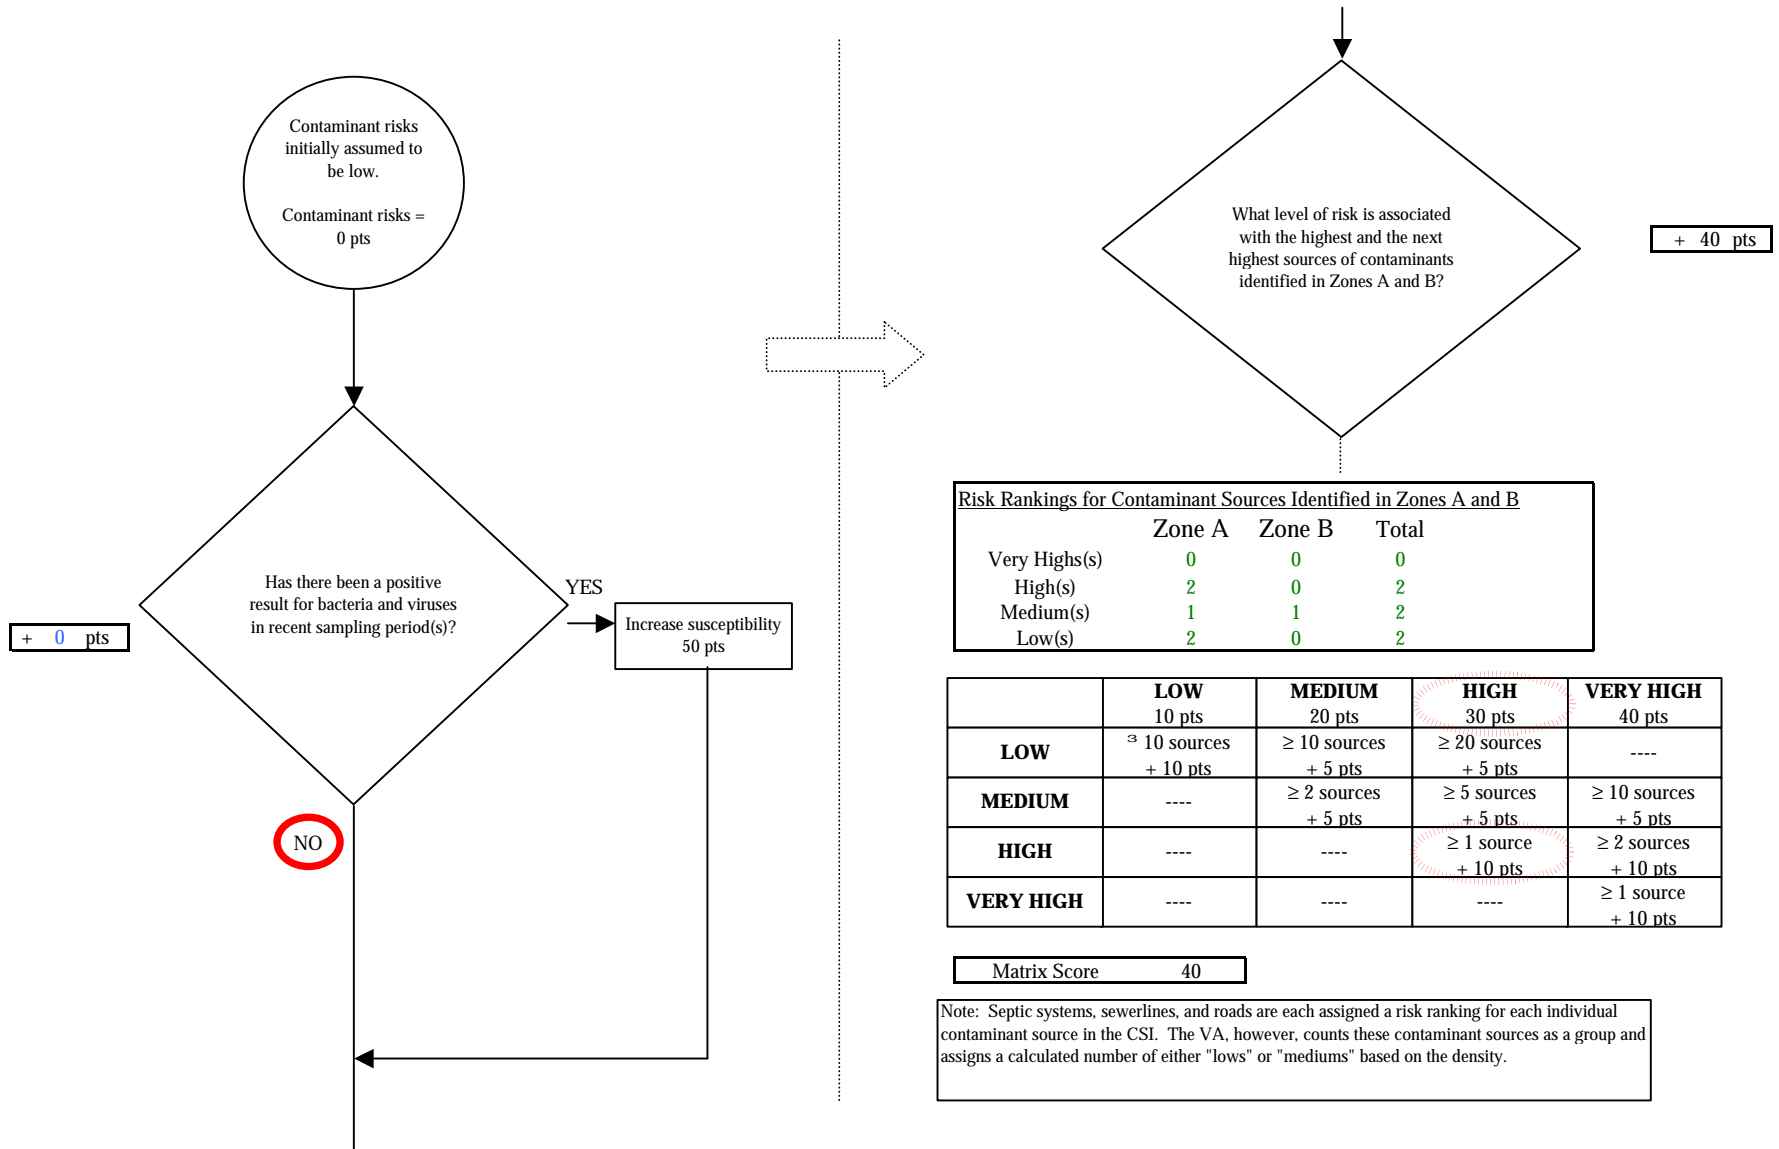 Contaminant risks
initially assumed to
be low.
Contaminant risks =
0 pts
Has there been a positive
result for bacteria and viruses
in recent sampling period(s)?
YES
+ 0 pts
Increase susceptibility
50 pts
NO
What level of risk is associated
with the highest and the next
highest sources of contaminants
identified in Zones A and B?
+ 40 pts
Risk Rankings for Contaminant Sources Identified in Zones A and B
Zone A Zone B Total
Very Highs(s) 0 0 0
High(s) 2 0 2
Medium(s) 1 1 2
Low(s) 2 0 2
LOW MEDIUM HIGH VERY HIGH
10 pts 20 pts 30 pts 40 pts
LOW ³ 10 sources ≥ 10 sources ≥ 20 sources ----
+ 10 pts + 5 pts + 5 pts
MEDIUM ---- ≥ 2 sources ≥ 5 sources ≥ 10 sources
+ 5 pts + 5 pts + 5 pts
HIGH ---- ---- ≥ 1 source ≥ 2 sources
+ 10 pts + 10 pts
VERY HIGH ---- ---- ---- ≥ 1 source
+ 10 pts
Matrix Score 40
Note: Septic systems, sewerlines, and roads are each assigned a risk ranking for each individual
contaminant source in the CSI. The VA, however, counts these contaminant sources as a group and
assigns a calculated number of either "lows" or "mediums" based on the density.